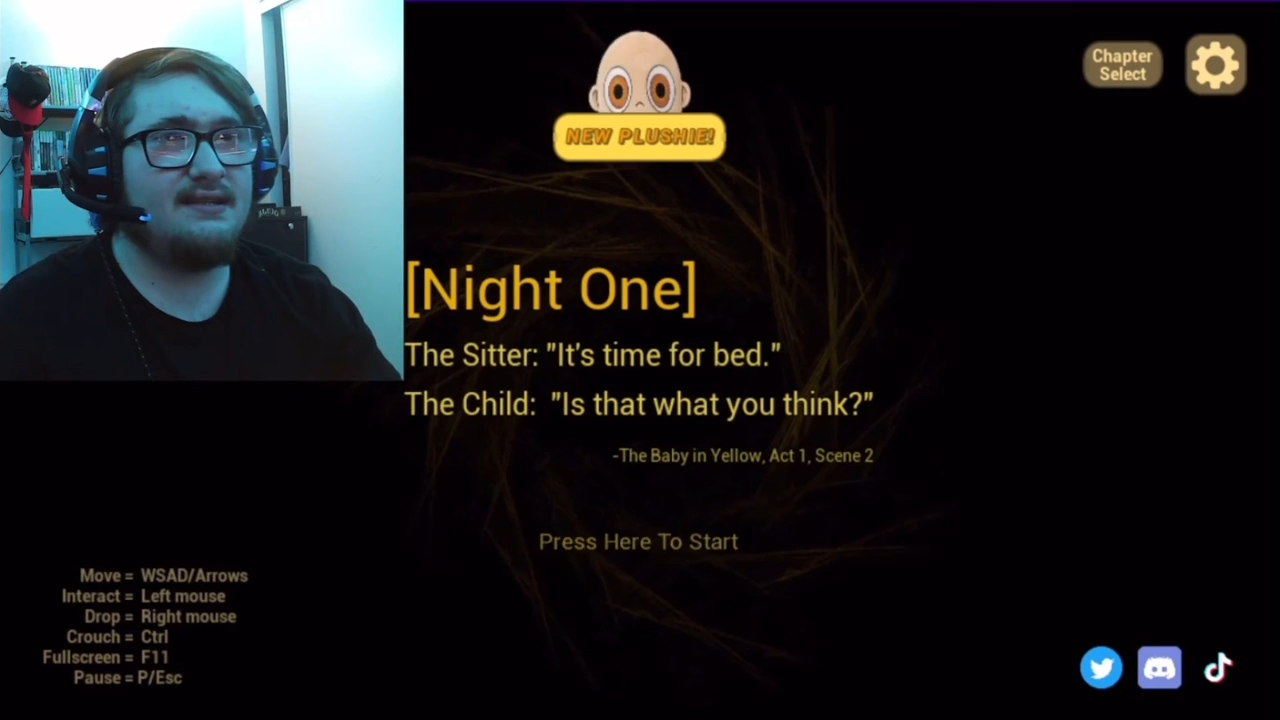 Chapter
Select
NEW PLUSHIE!
[Night One]
The Sitter: "It's time for bed."
The Child:  "Is that what you think?"
-The Baby in Yellow, Act 1, Scene 2
Press Here To Start
Move = WSAD/Arrows
Interact = Left mouse
Drop = Right mouse
Crouch = Ctrl
Fullscreen = F11
Pause = P/Esc